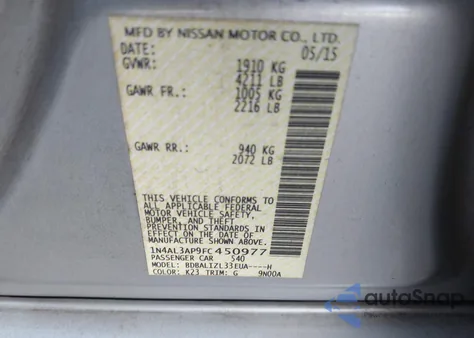 MFD BY NISSAN MOTOR CO., LTD.
DATE: 05/15
GVWR: 1910 KG
4211 LB
GAWR FR.: 1005 KG
2216 LB
GAWR RR.: 940 KG
2072 LB
THIS VEHICLE CONFORMS TO
ALL APPLICABLE FEDERAL
MOTOR VEHICLE SAFETY,
BUMPER, AND THEFT
PREVENTION STANDARDS
IN EFFECT ON THE DATE OF
MANUFACTURE SHOWN ABOVE.
1N4AL3AP9FC450977
PASSENGER CAR 540
MODEL: BDBALIZL33EUA----H
COLOR: K23 TRIM: G 9N00A
autoSnap